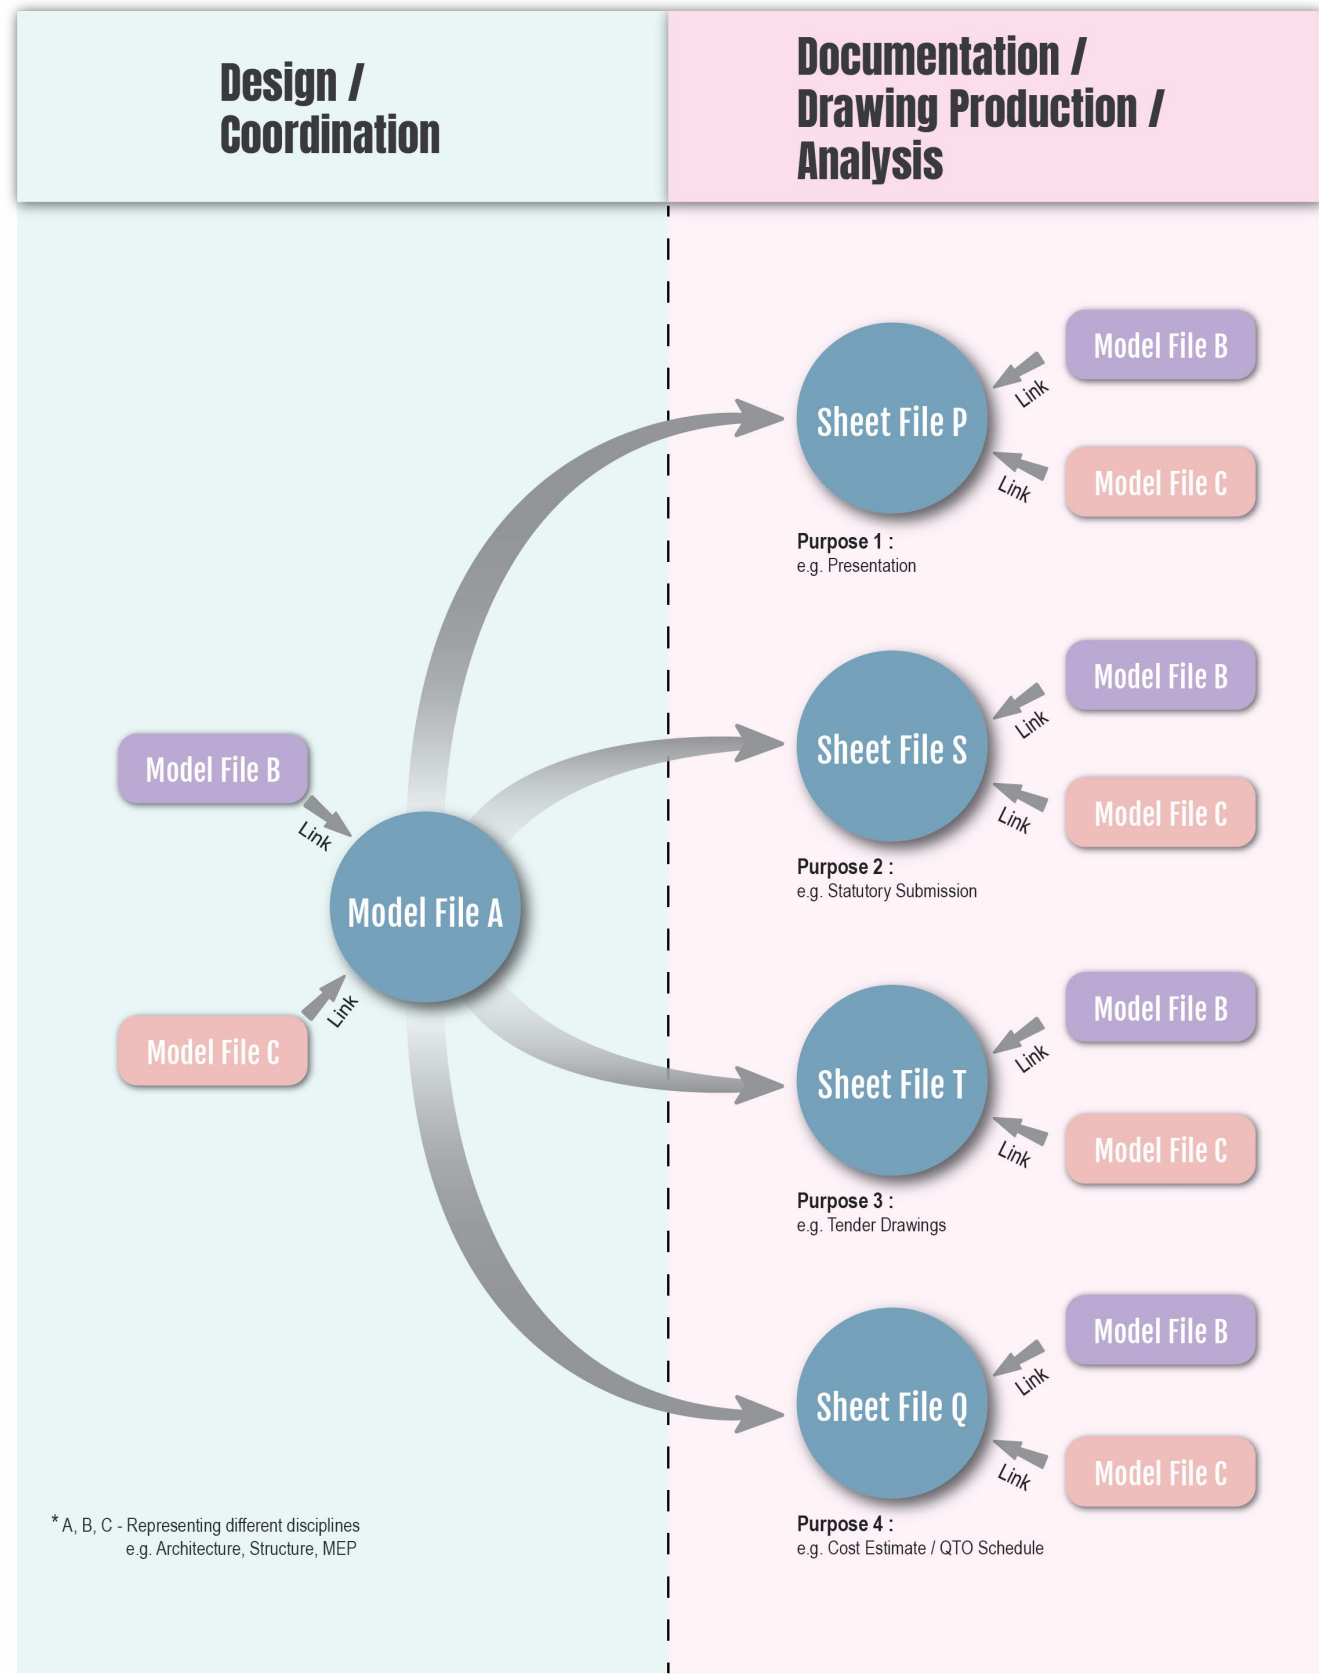 Design /
Coordination
Documentation /
Drawing Production /
Analysis
Model File B
Link
Model File A
Model File C
Link
Sheet File P
Model File B
Link
Model File C
Link
Purpose 1 :
e.g. Presentation
Sheet File S
Model File B
Link
Model File C
Link
Purpose 2 :
e.g. Statutory Submission
Sheet File T
Model File B
Link
Model File C
Link
Purpose 3 :
e.g. Tender Drawings
Sheet File Q
Model File B
Link
Model File C
Link
Purpose 4 :
e.g. Cost Estimate / QTO Schedule
* A, B, C - Representing different disciplines
e.g. Architecture, Structure, MEP